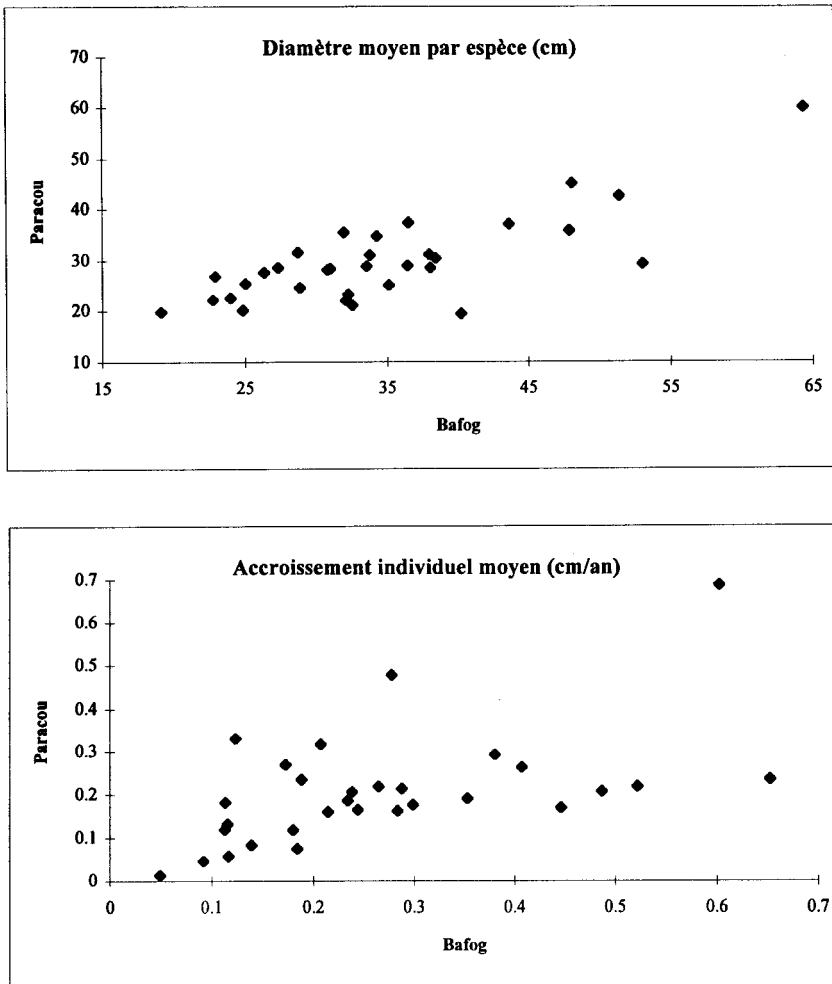 Diamètre moyen par espèce (cm)
70
60
50
40
30
20
10
Paracou
15 25 35 45 55 65
Bafog
Accroissement individuel moyen (cm/an)
0.7
0.6
0.5
0.4
0.3
0.2
0.1
0
Paracou
0 0.1 0.2 0.3 0.4 0.5 0.6 0.7
Bafog